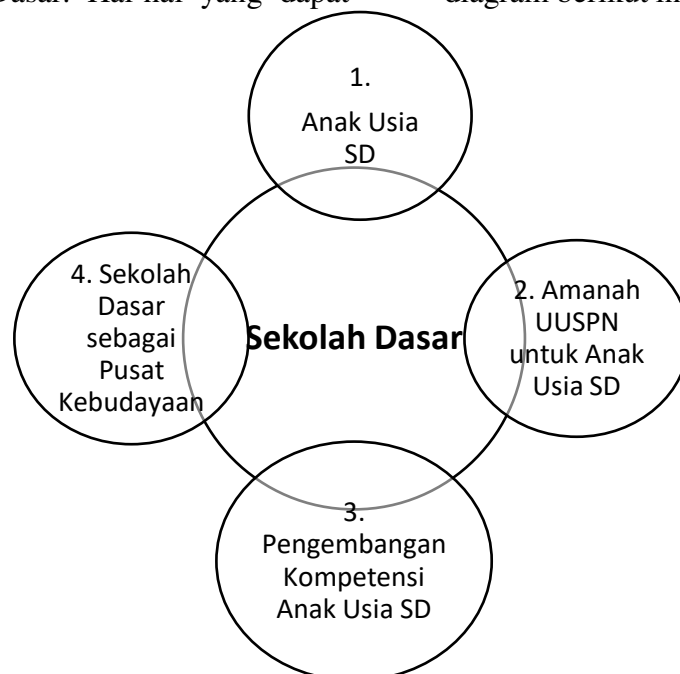 Dasar. Hal-hal yang dapat
diagram berikut in
1.
Anak Usia
SD
4. Sekolah
Dasar
sebagai
Pusat
Kebudayaan
Sekolah Dasar
2. Amanah
UUSPN
untuk Anak
Usia SD
3.
Pengembangan
Kompetensi
Anak Usia SD